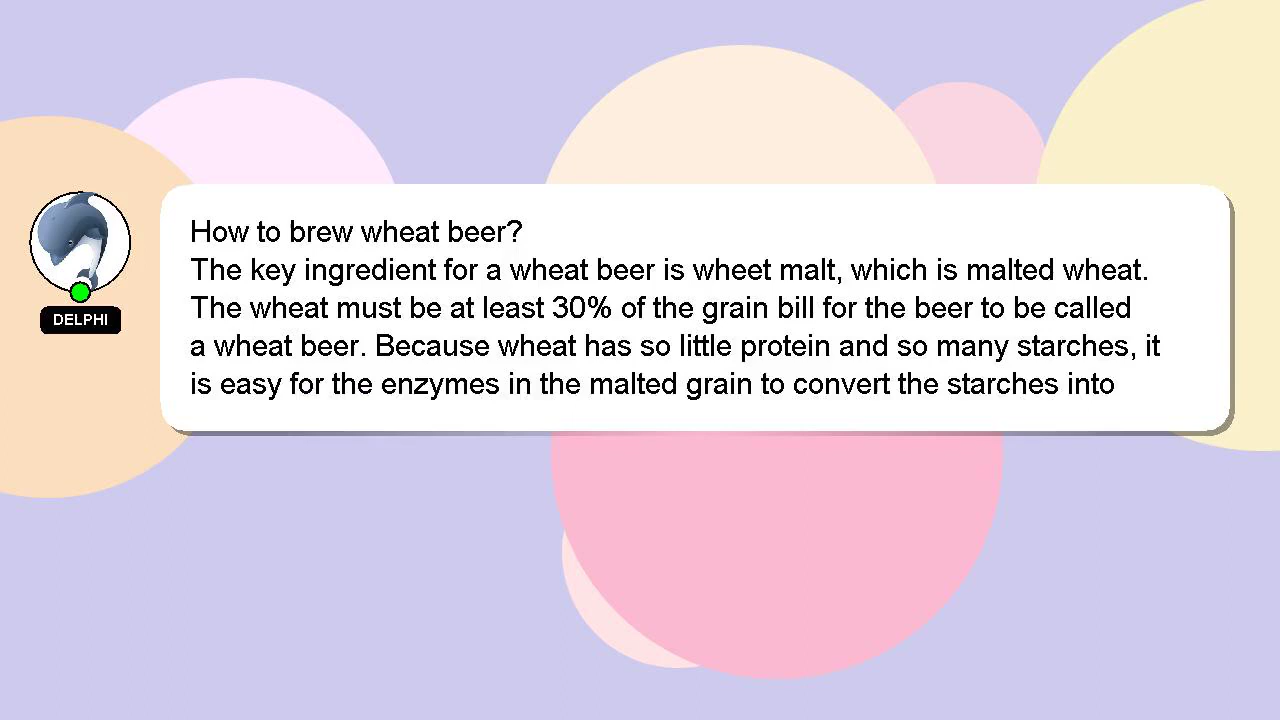 How to brew wheat beer?
The key ingredient for a wheat beer is wheet malt, which is malted wheat.
The wheat must be at least 30% of the grain bill for the beer to be called
a wheat beer. Because wheat has so little protein and so many starches, it
is easy for the enzymes in the malted grain to convert the starches into
DELPHI